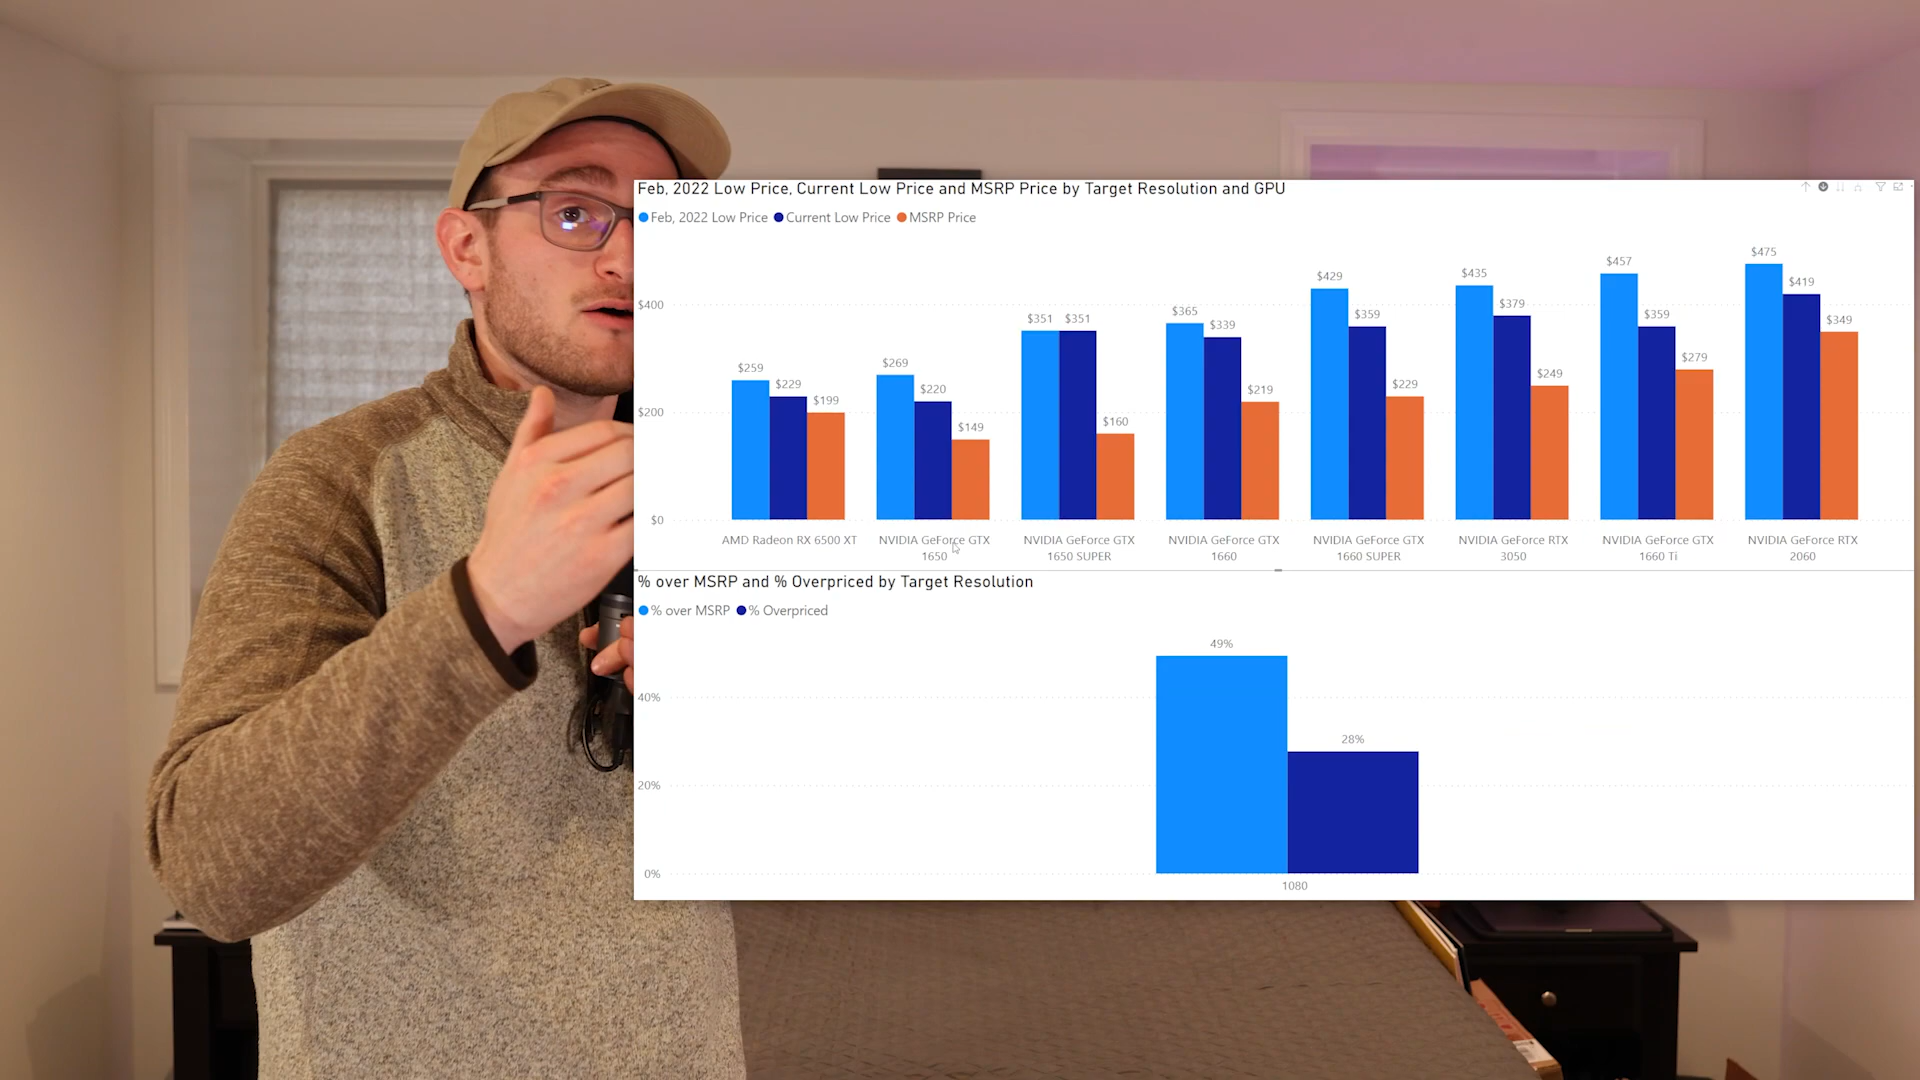 Feb, 2022 Low Price, Current Low Price and MSRP Price by Target Resolution and GPU
Feb, 2022 Low Price Current Low Price MSRP Price
$400
$200
$0
$259 $229 $199
$269 $220 $149
$351 $351 $160
$365 $339 $219
$429 $359 $229
$435 $379 $249
$457 $359 $279
$475 $419 $349
AMD Radeon RX 6500 XT
NVIDIA GeForce GTX
1650
NVIDIA GeForce GTX
1650 SUPER
NVIDIA GeForce GTX
1660
NVIDIA GeForce GTX
1660 SUPER
NVIDIA GeForce RTX
3050
NVIDIA GeForce GTX
1660 Ti
NVIDIA GeForce RTX
2060
% over MSRP and % Overpriced by Target Resolution
% over MSRP % Overpriced
49%
28%
40%
20%
0%
1080